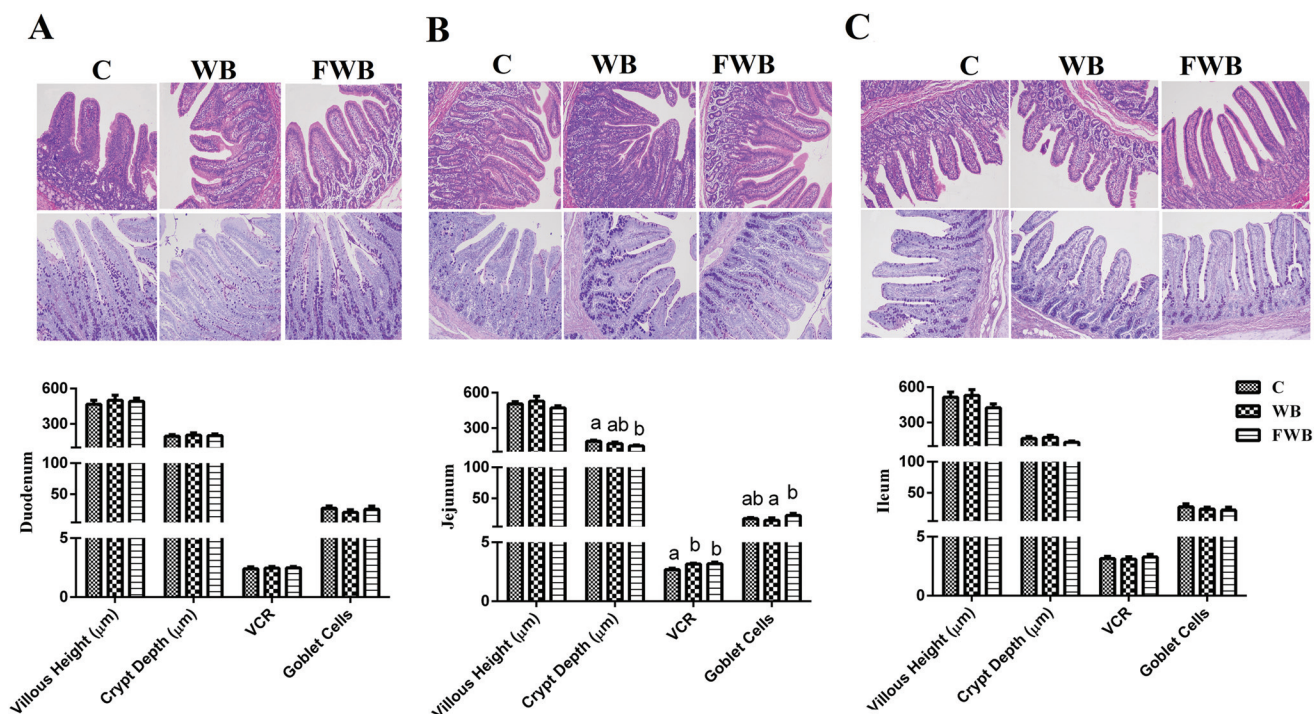 A
B
C
C WB FWB
C WB FWB
C WB FWB
600
300
100
50
5
0
Duodenum
Villous Height (μm)
Crypt Depth (μm)
VCR
Goblet Cells
600
300
100
50
5
0
Jejunum
a ab b
a b b
ab a b
Villous Height (μm)
Crypt Depth (μm)
VCR
Goblet Cells
600
300
100
50
5
0
Ileum
Villous Height (μm)
Crypt Depth (μm)
VCR
Goblet Cells
C
WB
FWB